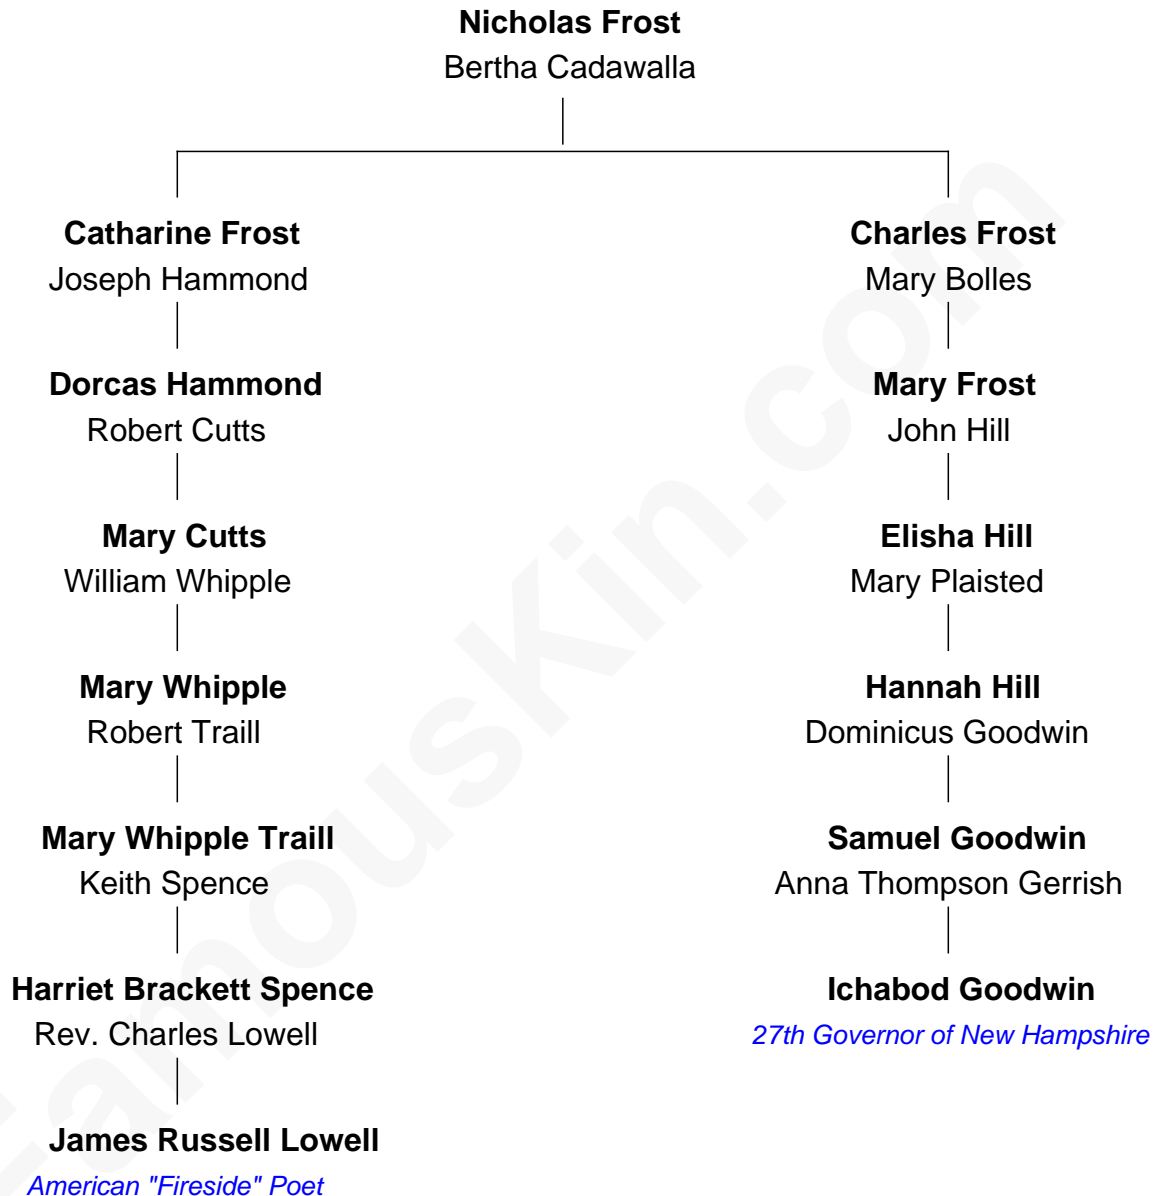 Nicholas Frost
Bertha Cadawalla
Catharine Frost
Joseph Hammond
Charles Frost
Mary Bolles
Dorcas Hammond
Robert Cutts
Mary Frost
John Hill
Mary Cutts
William Whipple
Elisha Hill
Mary Plaisted
Mary Whipple
Robert Traill
Hannah Hill
Dominicus Goodwin
Mary Whipple Traill
Keith Spence
Samuel Goodwin
Anna Thompson Gerrish
Harriet Brackett Spence
Rev. Charles Lowell
Ichabod Goodwin
27th Governor of New Hampshire
James Russell Lowell
American "Fireside" Poet
FamousKin.com